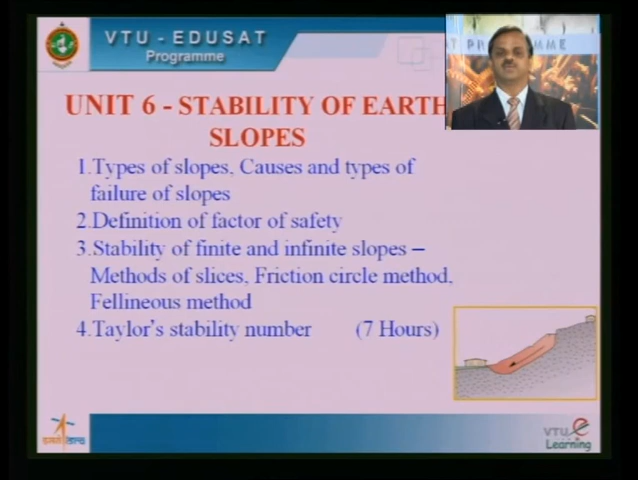 VTU - EDUSAT
Programme
UNIT 6 - STABILITY OF EARTH
SLOPES
1.Types of slopes, Causes and types of
failure of slopes
2.Definition of factor of safety
3.Stability of finite and infinite slopes –
Methods of slices, Friction circle method,
Fellineous method
4.Taylor's stability number (7 Hours)
VTU e
Learning